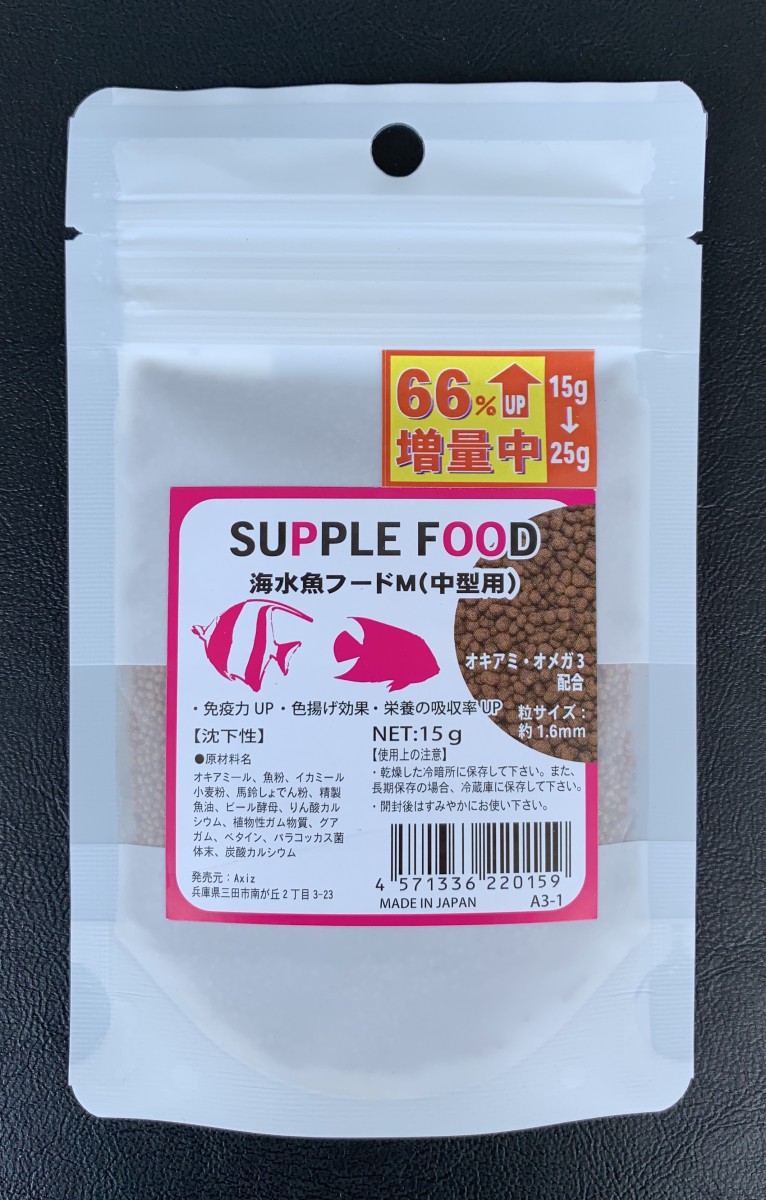 66%UP 15g
↓
増量中 25g
SUPPLE FOOD
海水魚フードM(中型用)
オキアミ・オメガ3
配合
・免疫力UP・色揚げ効果・栄養の吸収率UP
粒サイズ:
約1.6mm
【沈下性】
●原材料名
オキアミール、魚粉、イカミール
小麦粉、馬鈴しょでん粉、精製
魚油、ビール酵母、りん酸カル
シウム、植物性ガム物質、グア
ガム、ベタイン、パラコッカス菌
体末、炭酸カルシウム
発売元:Axiz
兵庫県三田市南が丘2丁目3-23
NET:15g
【使用上の注意】
・乾燥した冷暗所に保存して下さい。また、
長期保存の場合、冷蔵庫に保存して下さい。
・開封後はすみやかにお使い下さい。
4 571336 220159
MADE IN JAPAN A3-1